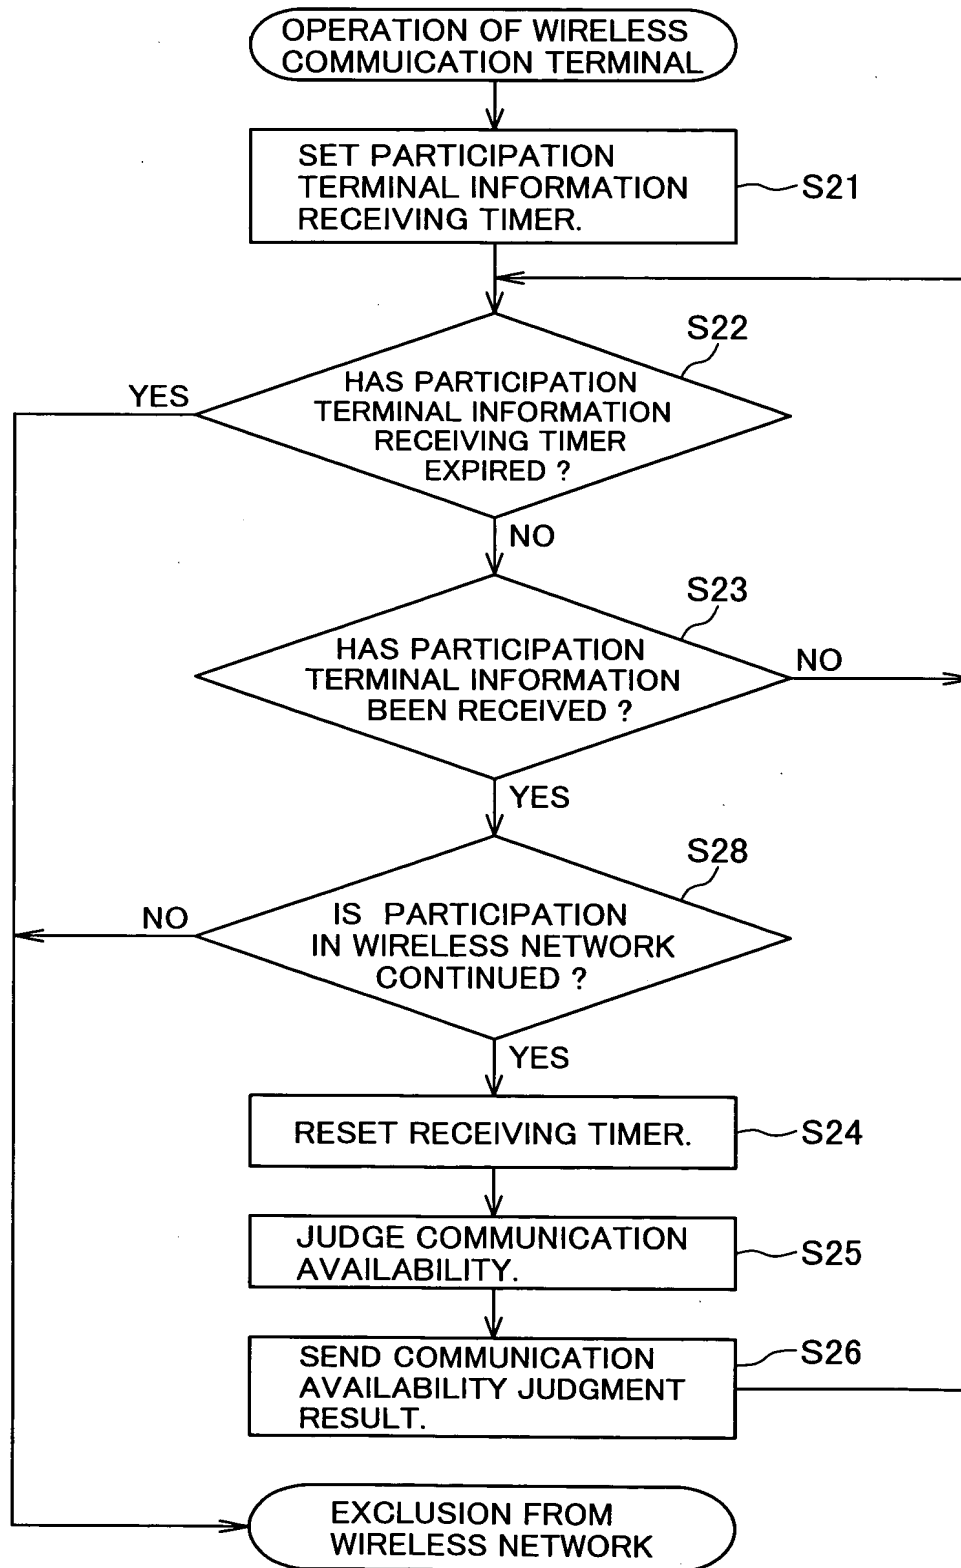 OPERATION OF WIRELESS
COMMUICATION TERMINAL
SET PARTICIPATION
TERMINAL INFORMATION
RECEIVING TIMER.
S21
S22
YES
HAS PARTICIPATION
TERMINAL INFORMATION
RECEIVING TIMER
EXPIRED ?
NO
S23
HAS PARTICIPATION
TERMINAL INFORMATION
BEEN RECEIVED ?
NO
YES
S28
NO
IS PARTICIPATION
IN WIRELESS NETWORK
CONTINUED ?
YES
RESET RECEIVING TIMER.
S24
JUDGE COMMUNICATION
AVAILABILITY.
S25
SEND COMMUNICATION
AVAILABILITY JUDGMENT
RESULT.
S26
EXCLUSION FROM
WIRELESS NETWORK